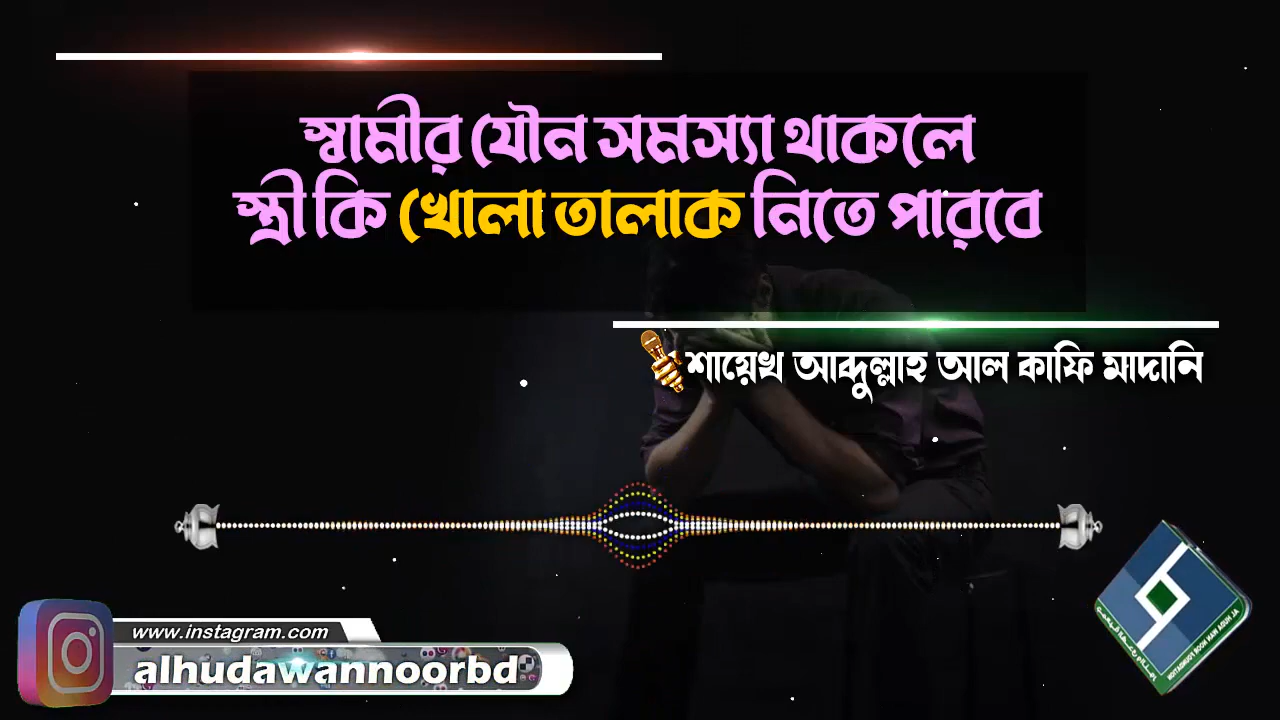 স্বামীর যৌন সমস্যা থাকলে
স্ত্রী কি খোলা তালাক নিতে পারবে
শায়েখ আব্দুল্লাহ আল কাফি মাদানি
www.instagram.com
alhudawannoorbd